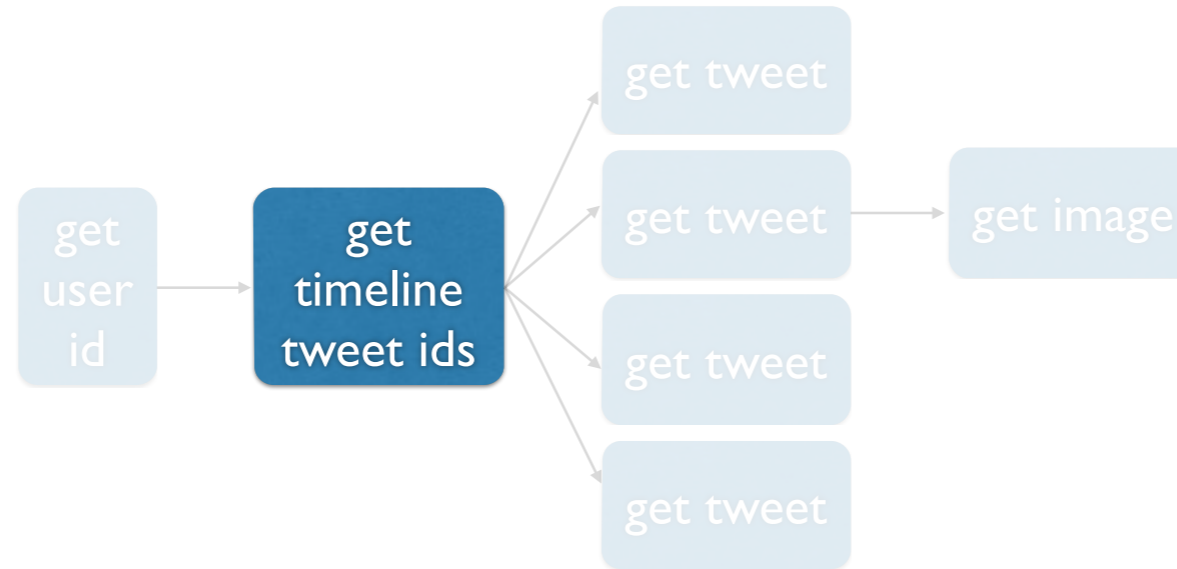 get
user
id
get
timeline
tweet ids
get tweet
get tweet
get tweet
get tweet
get image